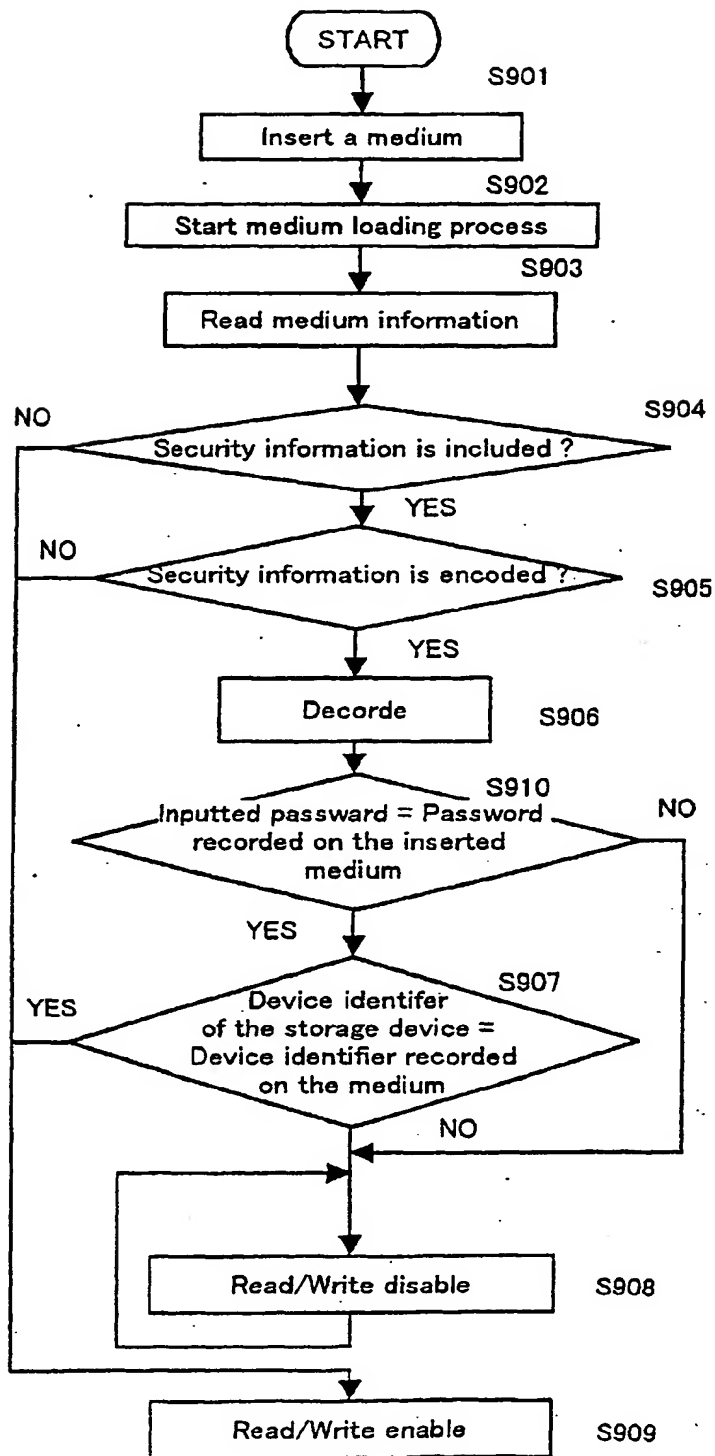 START
S901
Insert a medium
S902
Start medium loading process
S903
Read medium information
NO
S904
Security information is included ?
YES
NO
Security information is encoded ?
S905
YES
Decorde
S906
S910
Inputted passward = Password
recorded on the inserted
medium
NO
YES
S907
YES
Device identifer
of the storage device =
Device identifier recorded
on the medium
NO
Read/Write disable
S908
Read/Write enable
S909